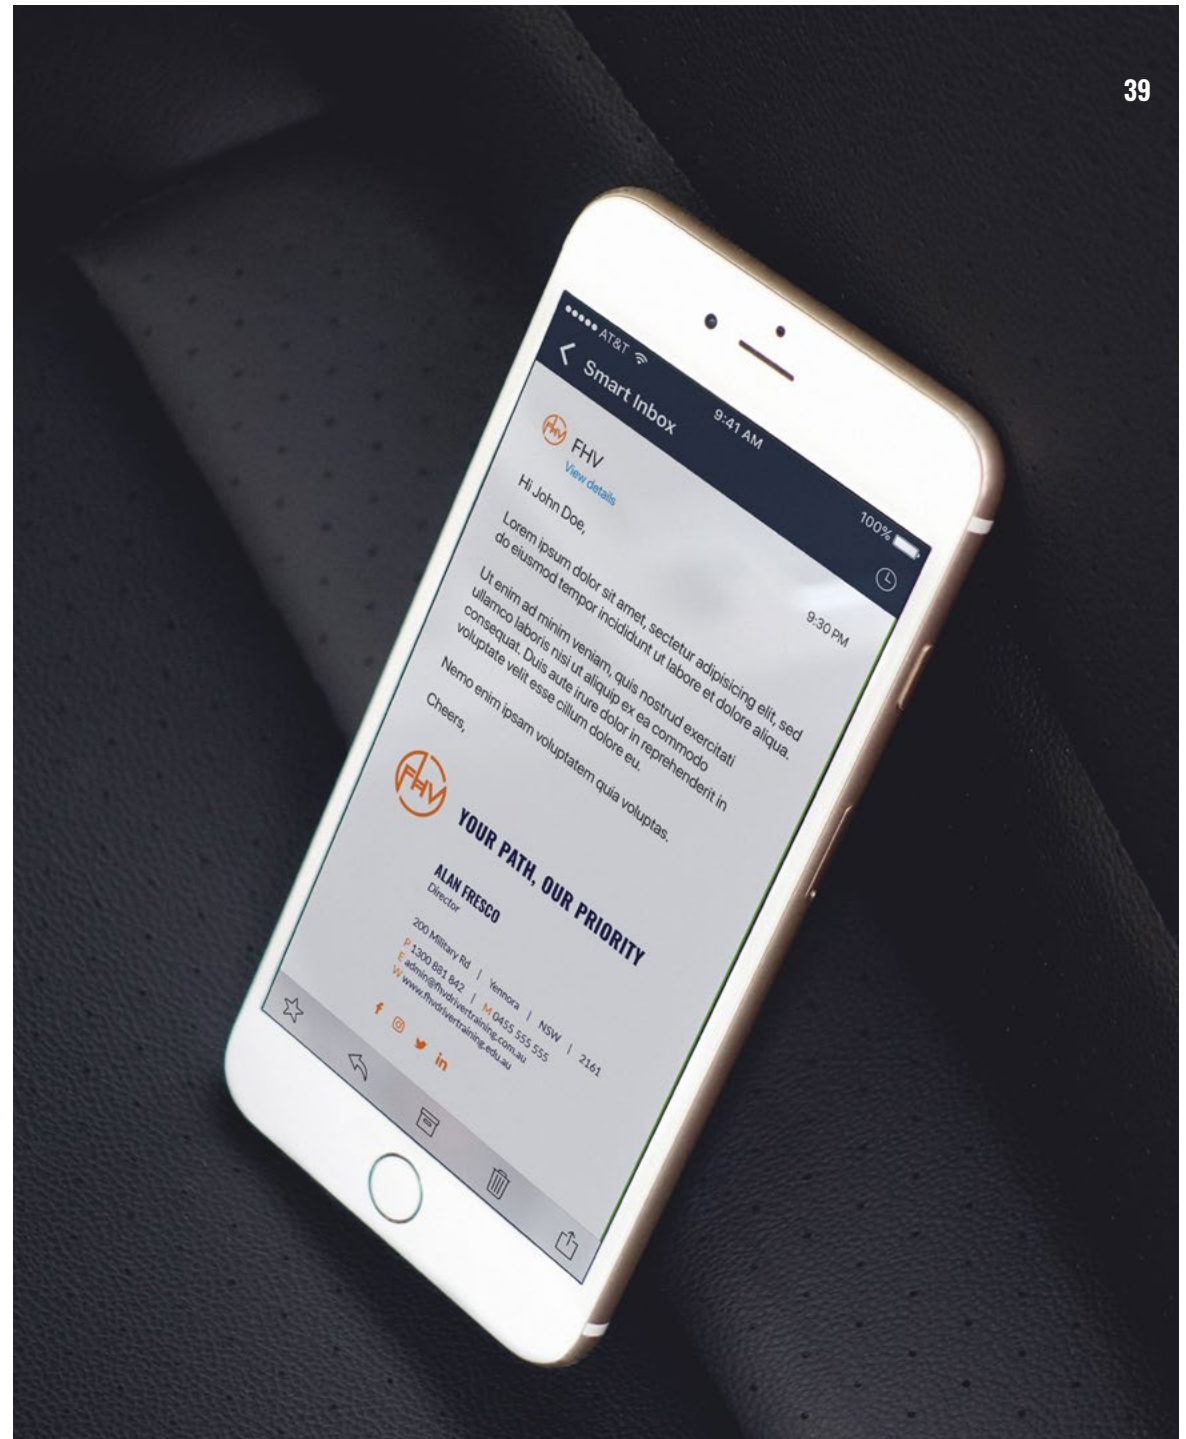 39
AT&T
9:41 AM
100%
Smart Inbox
FHV
FHV
View details
9:30 PM
Hi John Doe,
Lorem ipsum dolor sit amet, sectetur adipisicing elit, sed
do eiusmod tempor incididunt ut labore et dolore aliqua.
Ut enim ad minim veniam, quis nostrud exercitati
ullamco laboris nisi ut aliquip ex ea commodo
consequat. Duis aute irure dolor in reprehenderit in
voluptate velit esse cillum dolore eu.
Nemo enim ipsam voluptatem quia voluptas.
Cheers,
FHV
YOUR PATH, OUR PRIORITY
ALAN FRESCO
Director
200 Military Rd | Yennora | NSW | 2161
P 1300 881 842 | M 0455 555 555
E admin@fhvdrivertraining.com.au
W www.fhvdrivertraining.edu.au
f in